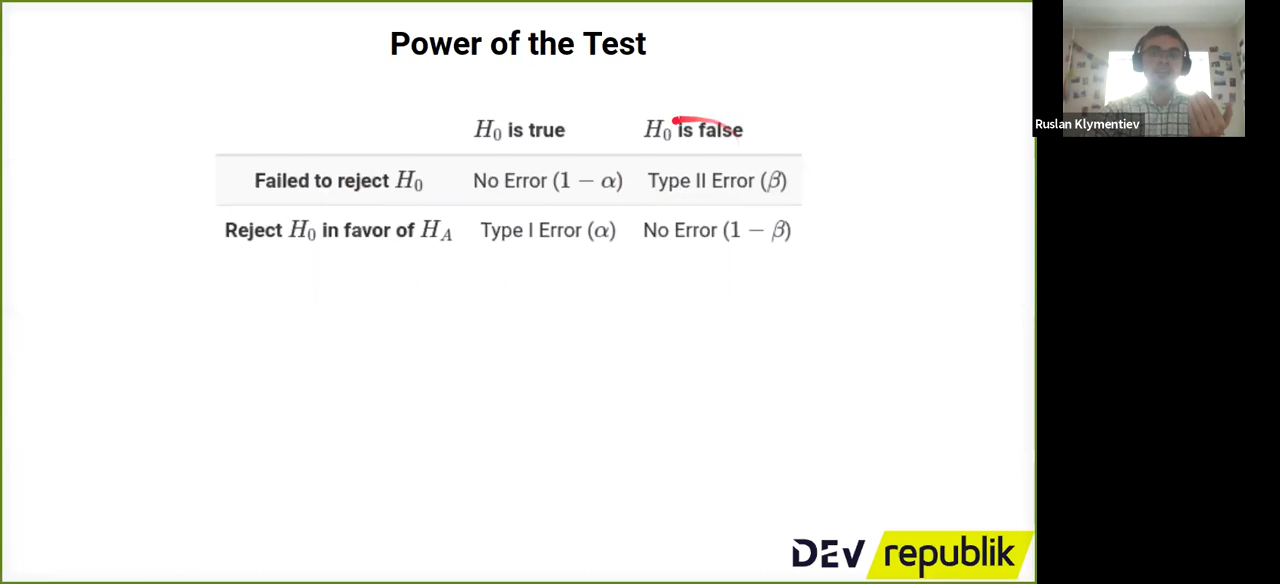 Power of the Test
H₀ is true H₀ is false
Failed to reject H₀ No Error (1 − α) Type II Error (β)
Reject H₀ in favor of H_A Type I Error (α) No Error (1 − β)
Ruslan Klymentiev
DEV republik